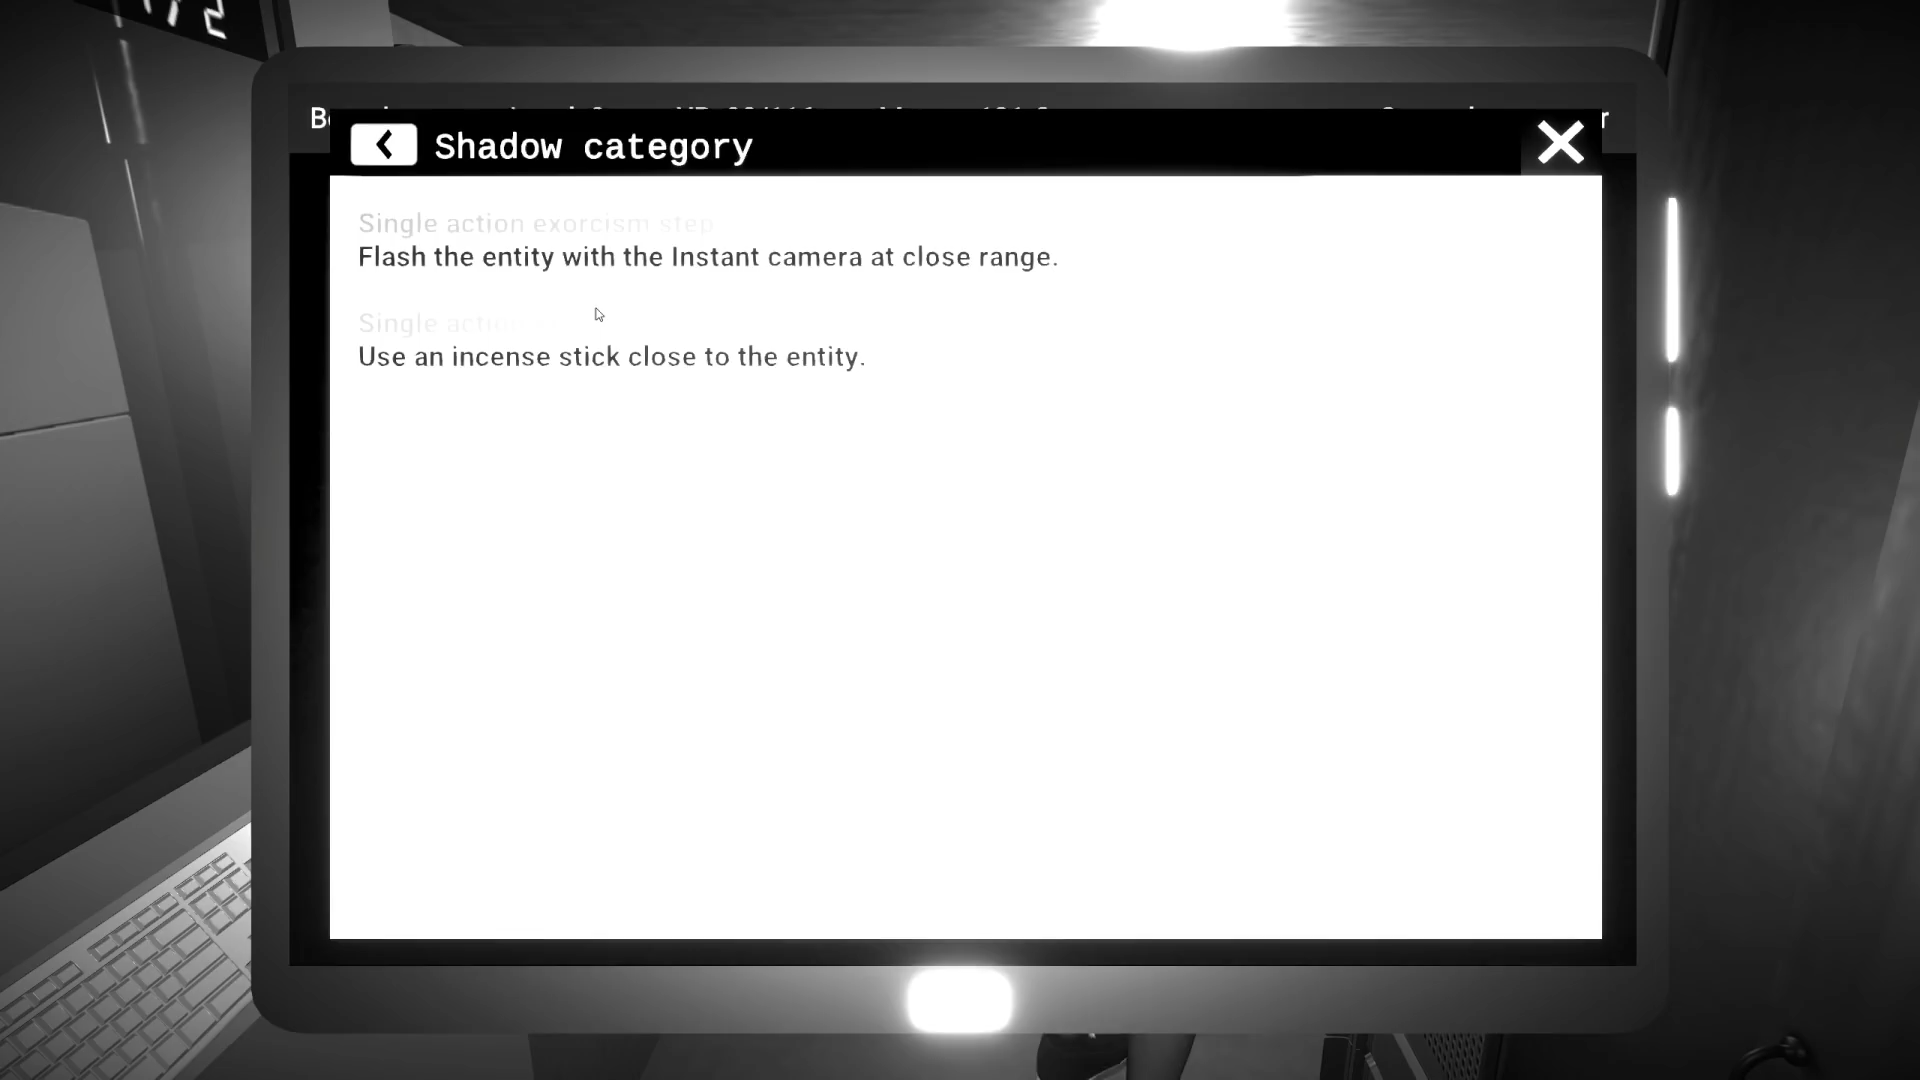 Shadow category
Single action exorcism step
Flash the entity with the Instant camera at close range.
Single action
Use an incense stick close to the entity.